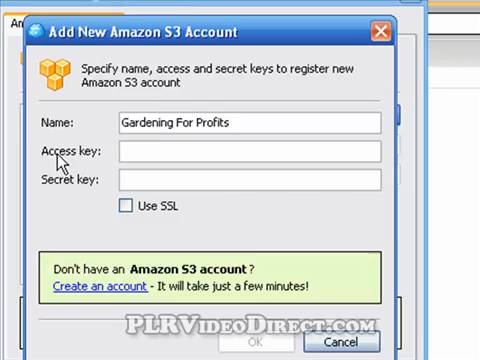 An
Add New Amazon S3 Account
Specify name, access and secret keys to register new
Amazon S3 account
Name:
Gardening For Profits
Access key:
Secret key:
Use SSL
Don't have an Amazon S3 account?
Create an account - It will take just a few minutes!
PLRVideoDirect.com
OK
Cancel